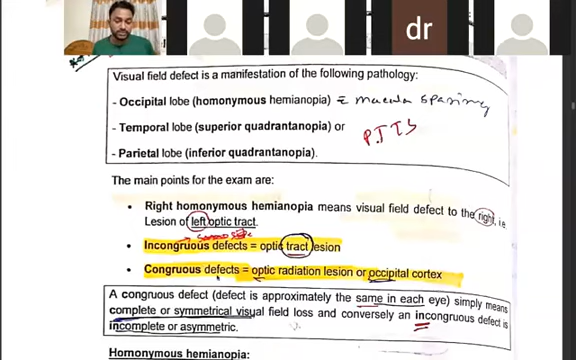 dr
Visual field defect is a manifestation of the following pathology:
- Occipital lobe (homonymous hemianopia) = macular sparing
- Temporal lobe (superior quadrantanopia) or
PITS
- Parietal lobe (inferior quadrantanopia).
The main points for the exam are:
• Right homonymous hemianopia means visual field defect to the right, i.e
Lesion of left optic tract.
• Incongruous defects = optic tract lesion
• Congruous defects = optic radiation lesion or occipital cortex
A congruous defect (defect is approximately the same in each eye) simply means
complete or symmetrical visual field loss and conversely an incongruous defect is
incomplete or asymmetric.
Homonymous hemianopia: